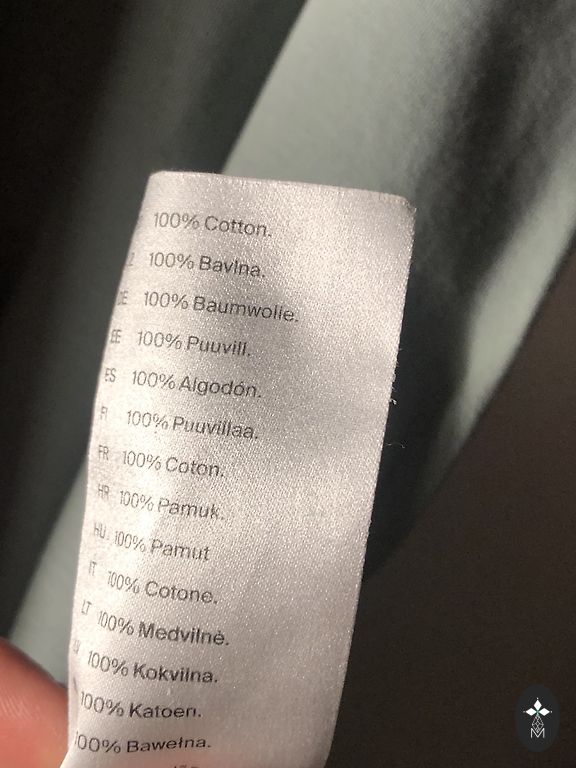 100% Cotton.
100% Bavlna.
DE 100% Baumwolle.
EE 100% Puuvill.
ES 100% Algodón.
FI 100% Puuvillaa.
FR 100% Coton.
HR 100% Pamuk.
HU 100% Pamut
IT 100% Cotone.
LT 100% Medvilnė.
100% Kokvilna.
100% Katoen.
100% Bawełna.
M